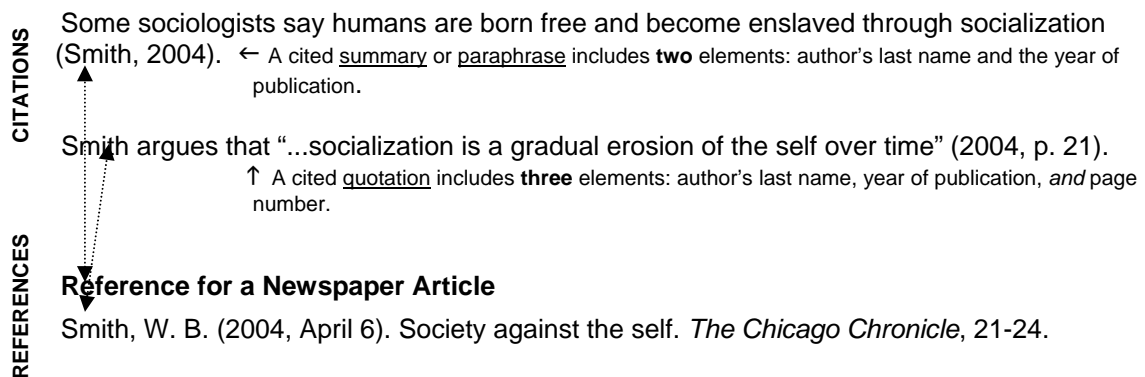 CITATIONS
Some sociologists say humans are born free and become enslaved through socialization
(Smith, 2004). ← A cited summary or paraphrase includes two elements: author's last name and the year of
publication.
Smith argues that “...socialization is a gradual erosion of the self over time” (2004, p. 21).
↑ A cited quotation includes three elements: author's last name, year of publication, and page
number.
REFERENCES
Reference for a Newspaper Article
Smith, W. B. (2004, April 6). Society against the self. The Chicago Chronicle, 21-24.